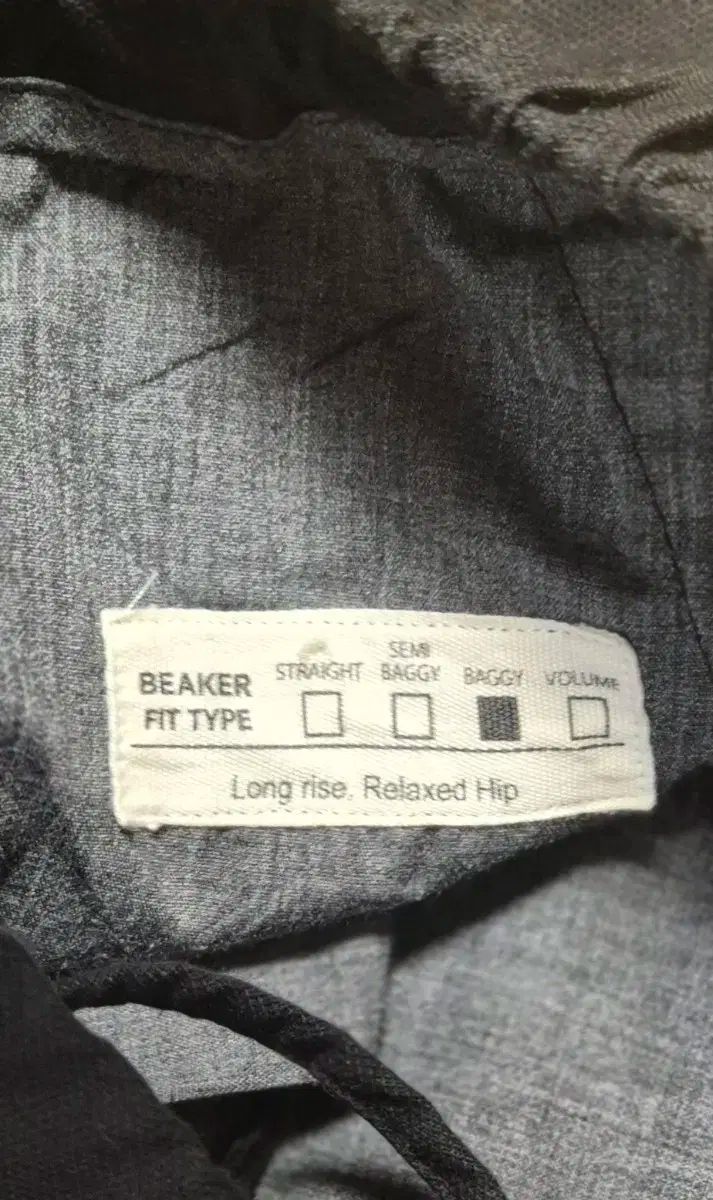 BEAKER
FIT TYPE
STRAIGHT
SEMI
BAGGY
BAGGY
VOLUME
Long rise, Relaxed Hip